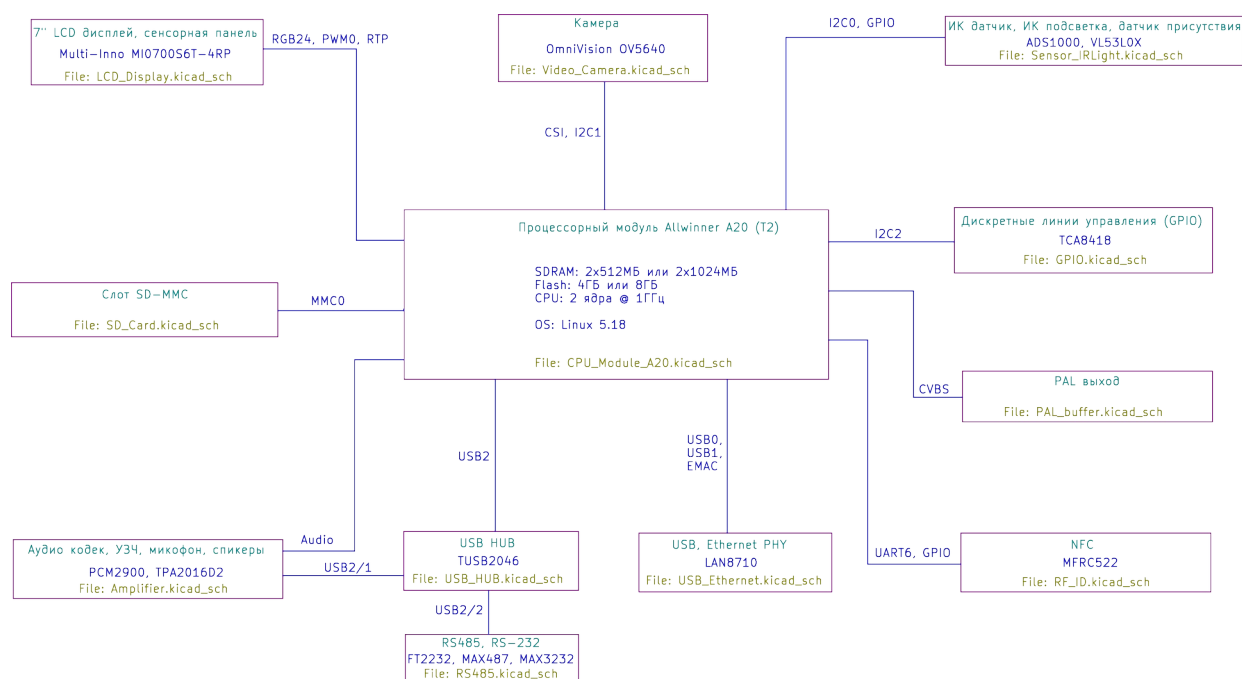 7'' LCD дисплей, сенсорная панель
Multi-Inno MI0700S6T-4RP
File: LCD_Display.kicad_sch
RGB24, PWM0, RTP
Камера
OmniVision OV5640
File: Video_Camera.kicad_sch
CSI, I2C1
I2C0, GPIO
ИК датчик, ИК подсветка, датчик присутствия
ADS1000, VL53L0X
File: Sensor_IRLight.kicad_sch
Процессорный модуль Allwinner A20 (T2)
SDRAM: 2x512МБ или 2x1024МБ
Flash: 4ГБ или 8ГБ
CPU: 2 ядра @ 1ГГц
OS: Linux 5.18
File: CPU_Module_A20.kicad_sch
I2C2
Дискретные линии управления (GPIO)
TCA8418
File: GPIO.kicad_sch
Слот SD-MMC
File: SD_Card.kicad_sch
MMC0
CVBS
PAL выход
File: PAL_buffer.kicad_sch
USB2
USB0,
USB1,
EMAC
Audio
Аудио кодек, УЗЧ, микофон, спикеры
PCM2900, TPA2016D2
File: Amplifier.kicad_sch
USB2/1
USB HUB
TUSB2046
File: USB_HUB.kicad_sch
USB, Ethernet PHY
LAN8710
File: USB_Ethernet.kicad_sch
UART6, GPIO
NFC
MFRC522
File: RF_ID.kicad_sch
USB2/2
RS485, RS-232
FT2232, MAX487, MAX3232
File: RS485.kicad_sch